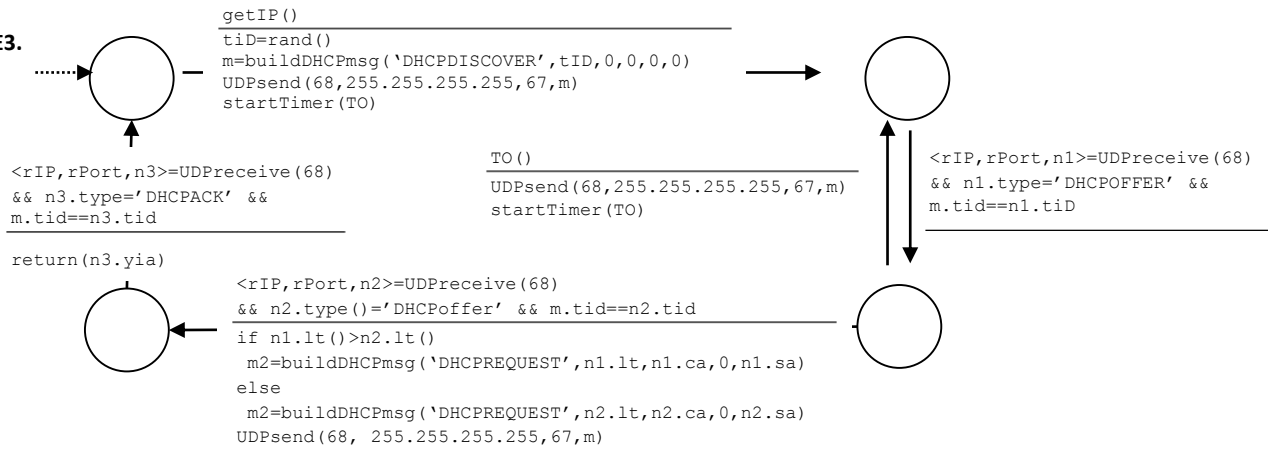 E3.
getIP()
tiD=rand()
m=buildDHCPmsg(‘DHCPDISCOVER’,tID,0,0,0,0)
UDPsend(68,255.255.255.255,67,m)
startTimer(TO)
<rIP,rPort,n3>=UDPreceive(68)
&& n3.type=’DHCPACK’ &&
m.tid==n3.tid
return(n3.yia)
TO()
UDPsend(68,255.255.255.255,67,m)
startTimer(TO)
<rIP,rPort,n1>=UDPreceive(68)
&& n1.type=’DHCPOFFER’ &&
m.tid==n1.tiD
<rIP,rPort,n2>=UDPreceive(68)
&& n2.type()=’DHCPoffer’ && m.tid==n2.tid
if n1.lt()>n2.lt()
m2=buildDHCPmsg(‘DHCPREQUEST’,n1.lt,n1.ca,0,n1.sa)
else
m2=buildDHCPmsg(‘DHCPREQUEST’,n2.lt,n2.ca,0,n2.sa)
UDPsend(68, 255.255.255.255,67,m)